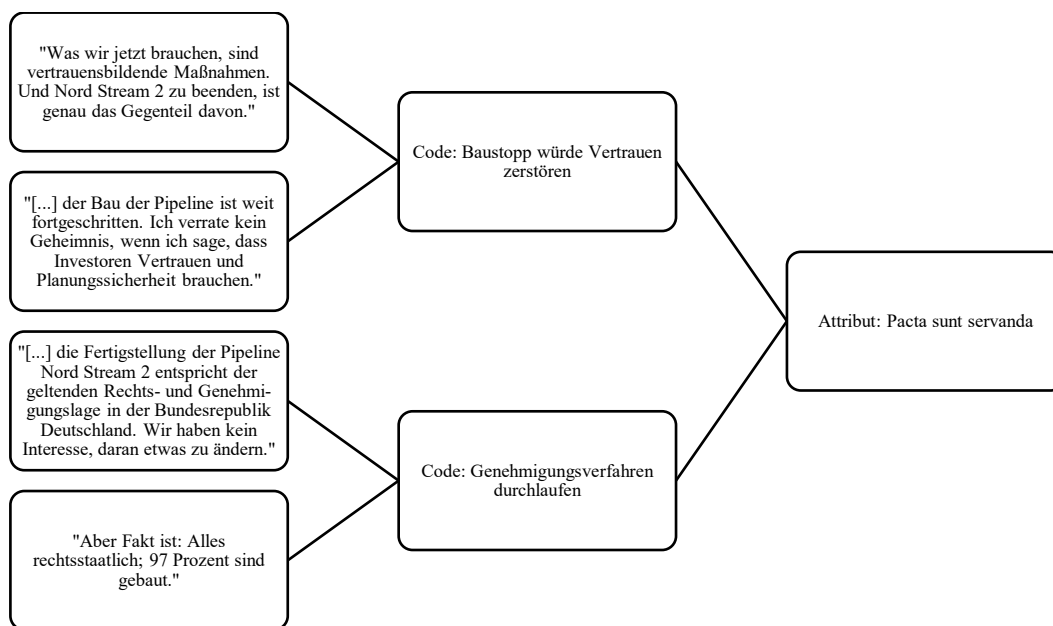 "Was wir jetzt brauchen, sind
vertrauensbildende Maßnahmen.
Und Nord Stream 2 zu beenden, ist
genau das Gegenteil davon."
"[...] der Bau der Pipeline ist weit
fortgeschritten. Ich verrate kein
Geheimnis, wenn ich sage, dass
Investoren Vertrauen und
Planungssicherheit brauchen."
"[...] die Fertigstellung der Pipeline
Nord Stream 2 entspricht der
geltenden Rechts- und Genehmi-
gungslage in der Bundesrepublik
Deutschland. Wir haben kein
Interesse, daran etwas zu ändern."
"Aber Fakt ist: Alles
rechtsstaatlich; 97 Prozent sind
gebaut."
Code: Baustopp würde Vertrauen
zerstören
Code: Genehmigungsverfahren
durchlaufen
Attribut: Pacta sunt servanda